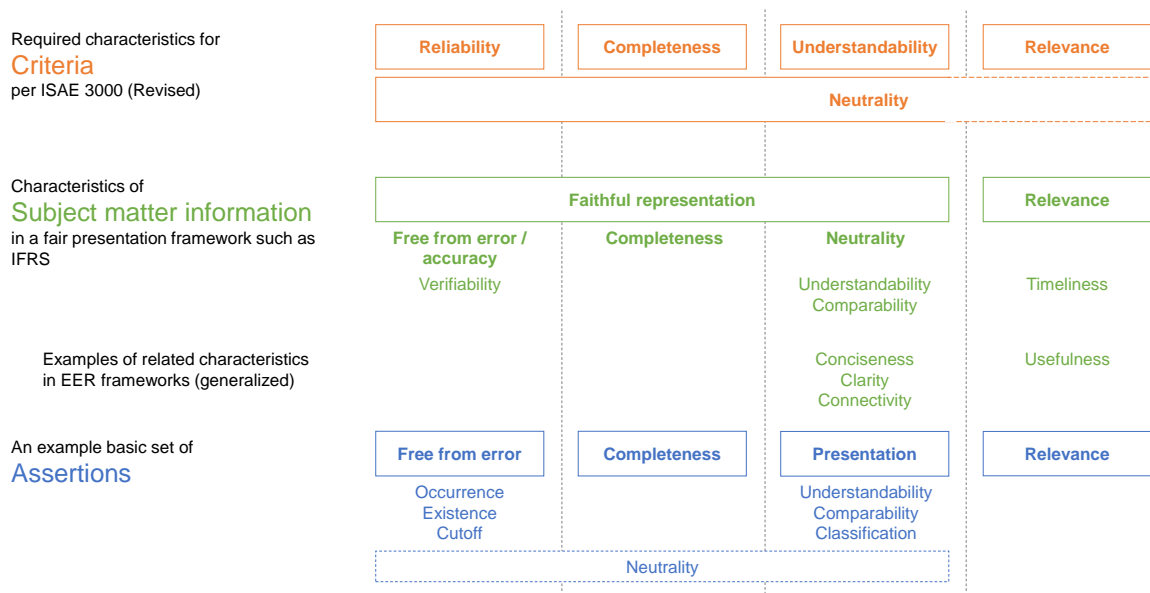 Required characteristics for
Criteria
per ISAE 3000 (Revised)
Reliability
Completeness
Understandability
Relevance
Neutrality
Characteristics of
Subject matter information
in a fair presentation framework such as
IFRS
Faithful representation
Relevance
Free from error /
accuracy
Completeness
Neutrality
Verifiability
Understandability
Comparability
Timeliness
Examples of related characteristics
in EER frameworks (generalized)
Conciseness
Clarity
Connectivity
Usefulness
An example basic set of
Assertions
Free from error
Completeness
Presentation
Relevance
Occurrence
Existence
Cutoff
Understandability
Comparability
Classification
Neutrality